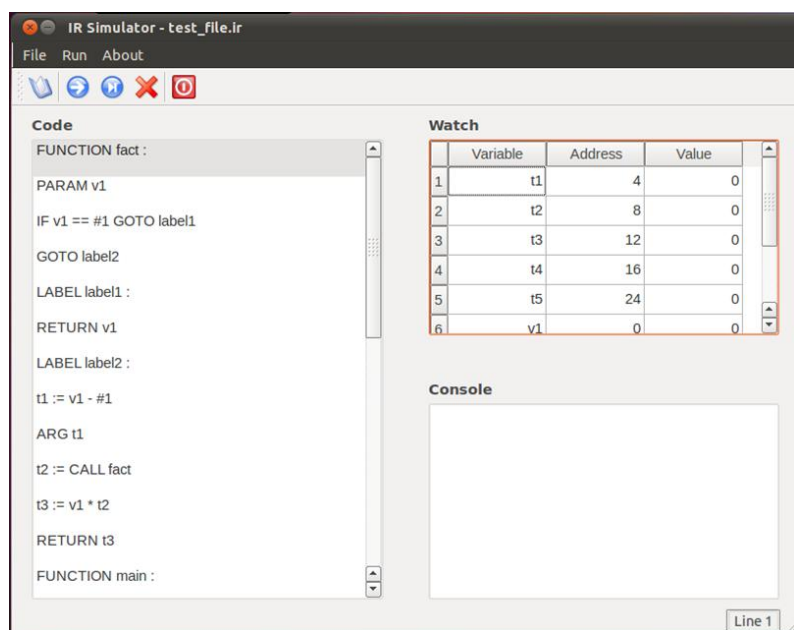 IR Simulator - test_file.ir
File Run About
Code
FUNCTION fact :
PARAM v1
IF v1 == #1 GOTO label1
GOTO label2
LABEL label1 :
RETURN v1
LABEL label2 :
t1 := v1 - #1
ARG t1
t2 := CALL fact
t3 := v1 * t2
RETURN t3
FUNCTION main :
Watch
Variable Address Value
1 t1 4 0
2 t2 8 0
3 t3 12 0
4 t4 16 0
5 t5 24 0
6 v1 0 0
Console
Line 1